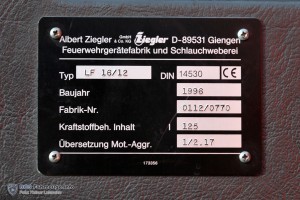 Albert Ziegler GmbH & Co. KG Ziegler D-89531 Giengen
Feuerwehrgerätefabrik und Schlauchweberei
Typ LF 16/12 DIN 14530 CE
Baujahr 1996
Fabrik-Nr. 0112/0770
Kraftstoffbeh. Inhalt l 125
Übersetzung Mot.-Aggr. 1/2.17
173356